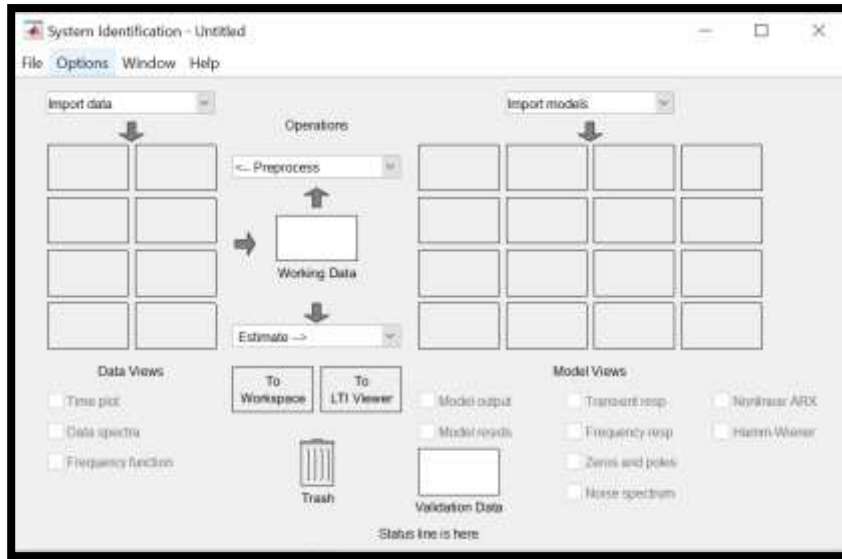 System Identification - Untitled
File Options Window Help
Import data
Import models
Operations
<-- Preprocess
Working Data
Estimate -->
Data Views
Time plot
Data spectra
Frequency function
To
Workspace
To
LTI Viewer
Trash
Model Views
Model output
Transient resp
Nonlinear ARX
Model resids
Frequency resp
Hamm-Wiener
Zeros and poles
Noise spectrum
Validation Data
Status line is here